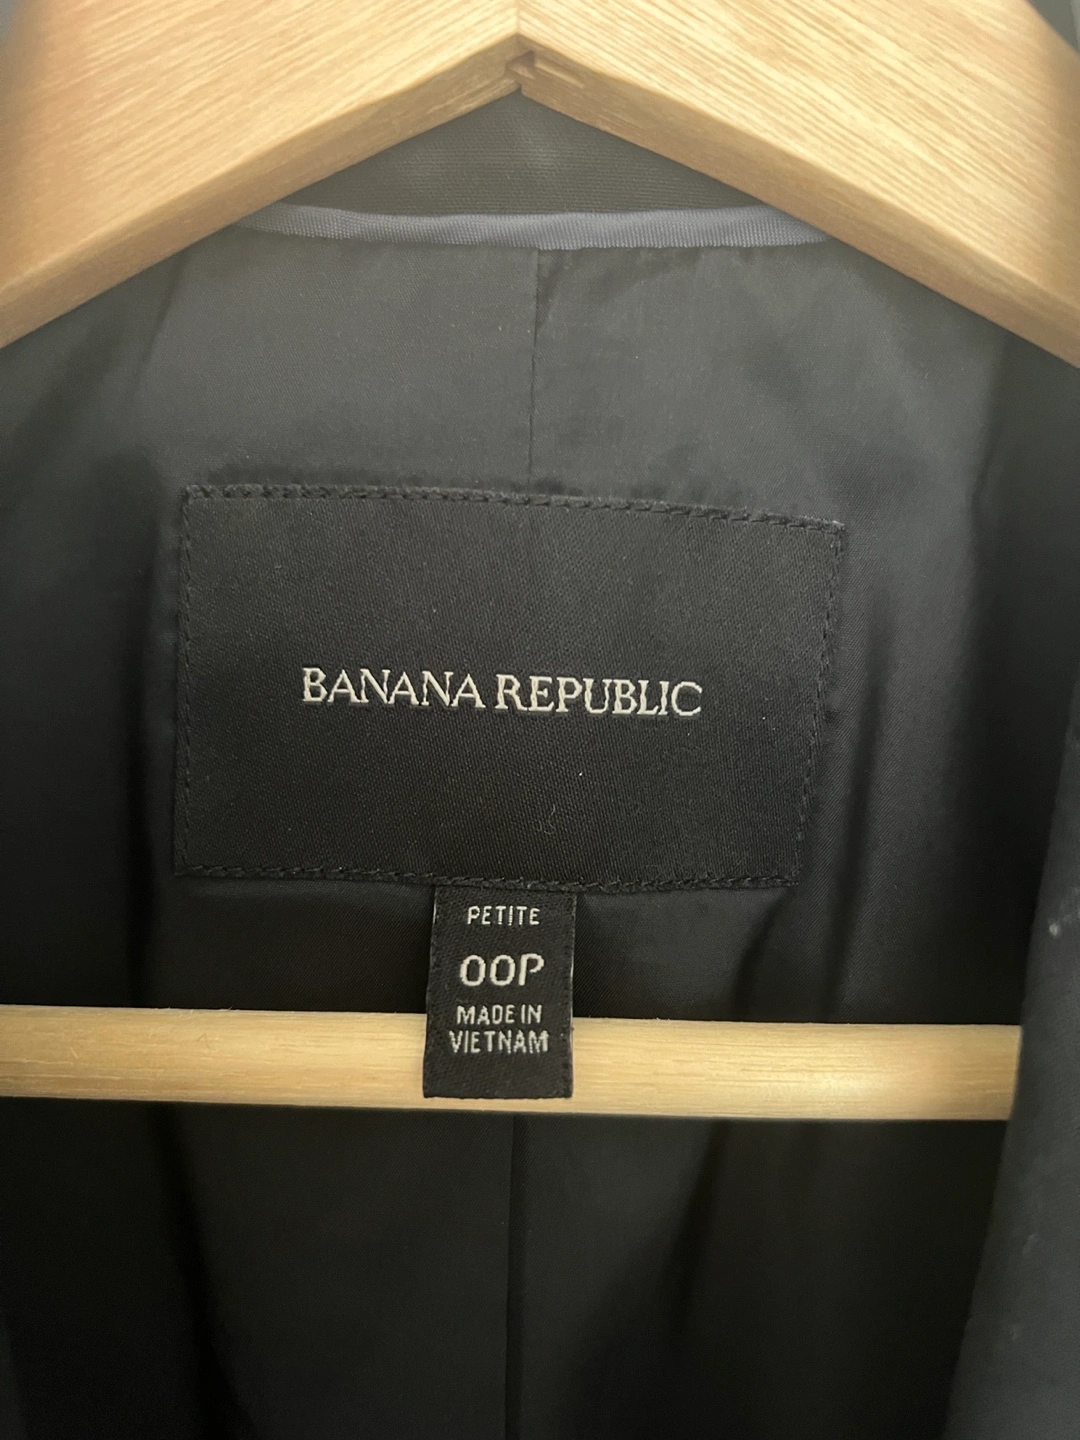 BANANA REPUBLIC
PETITE
00P
MADE IN
VIETNAM